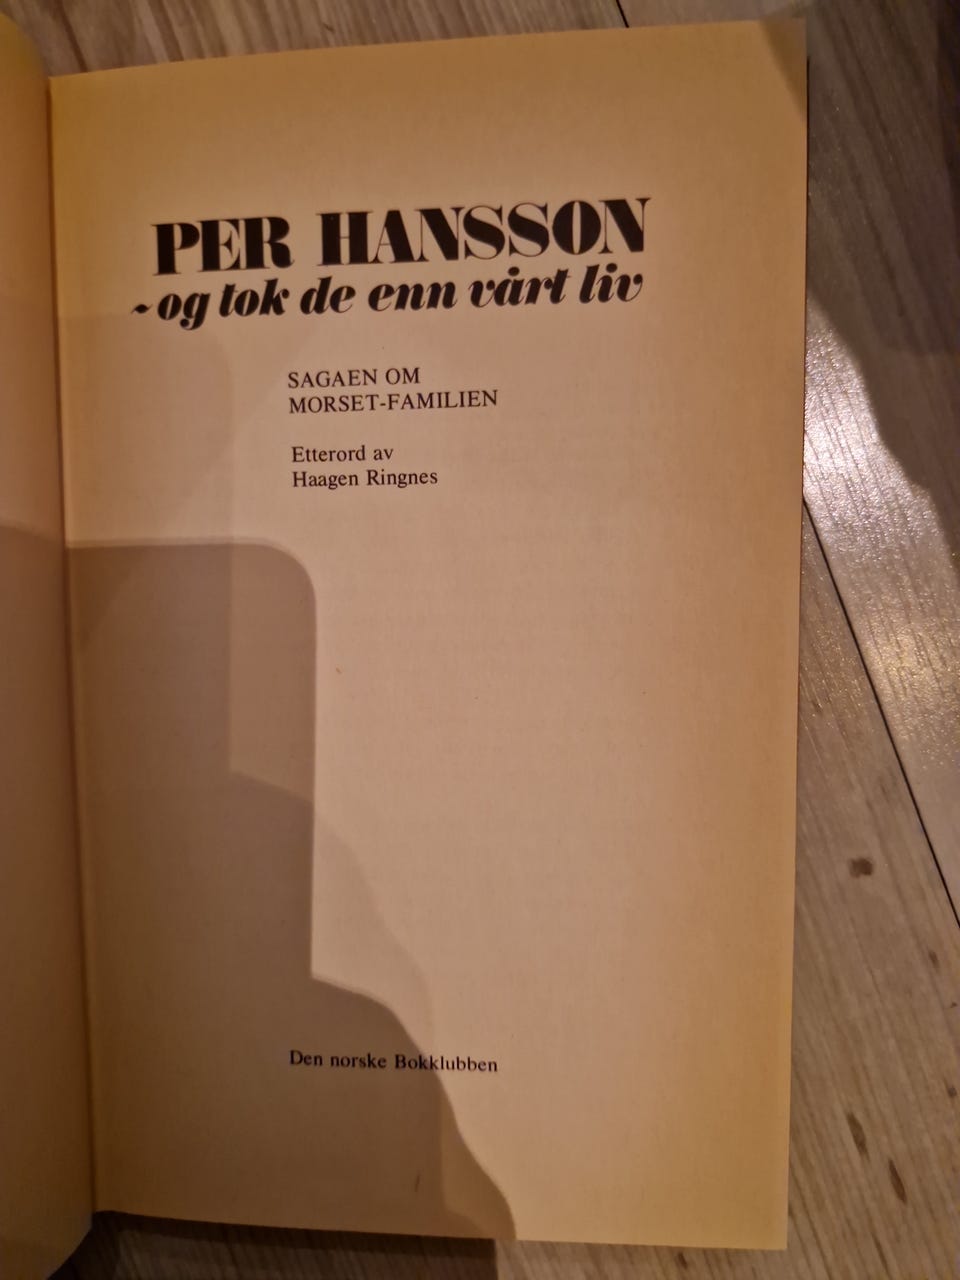 PER HANSSON
~og tok de enn vårt liv
SAGAEN OM
MORSET-FAMILIEN
Etterord av
Haagen Ringnes
Den norske Bokklubben